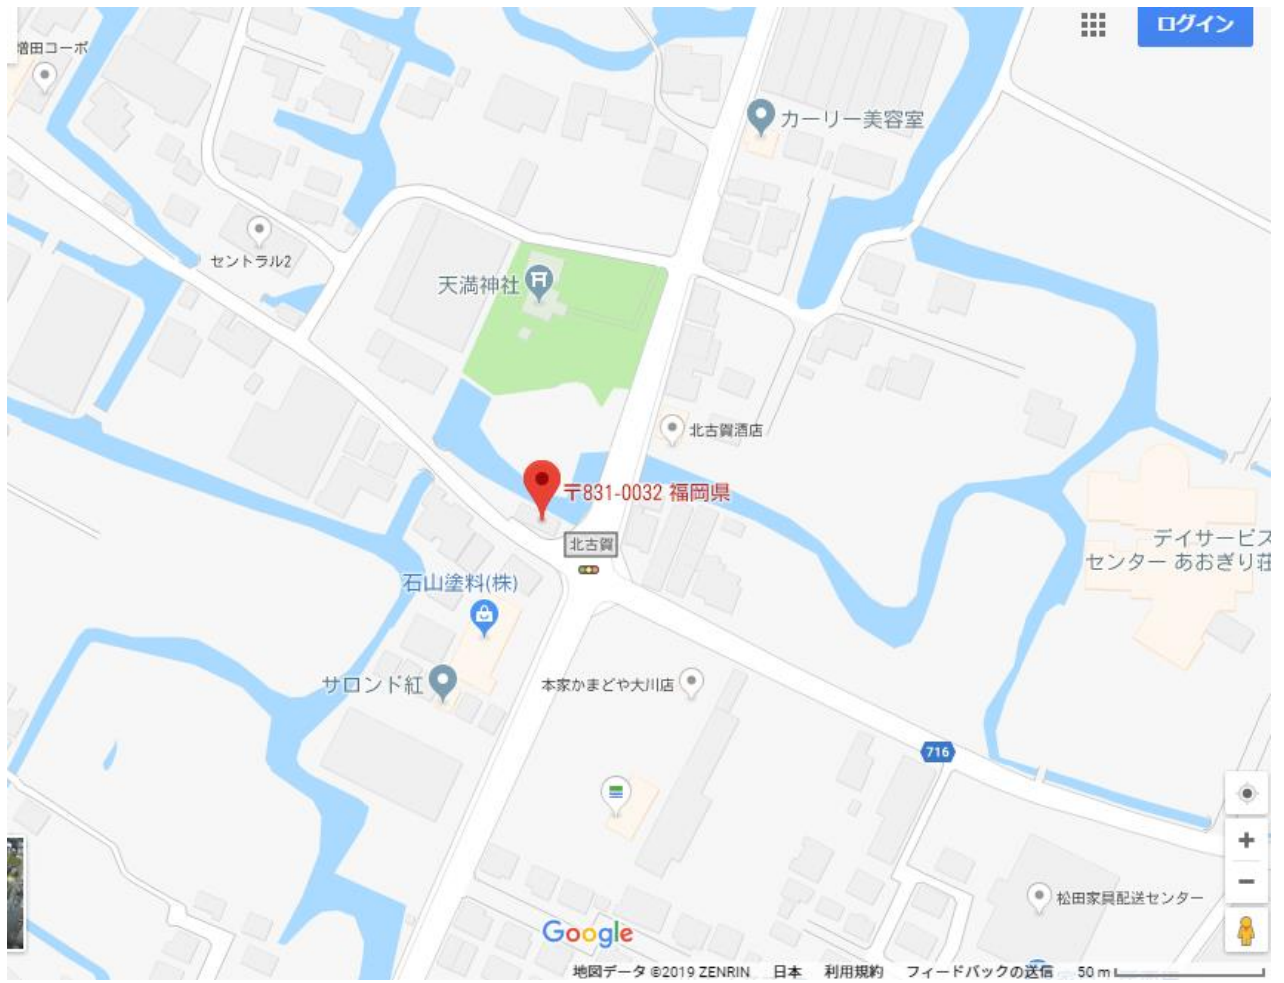 ログイン
増田コーポ
カーリー美容室
セントラル2
天満神社
北古賀酒店
〒831-0032 福岡県
北古賀
デイサービス
センター あおぎり荘
石山塗料(株)
サロンド紅
本家かまどや大川店
716
松田家具配送センター
Google
地図データ ©2019 ZENRIN 日本 利用規約 フィードバックの送信 50 m